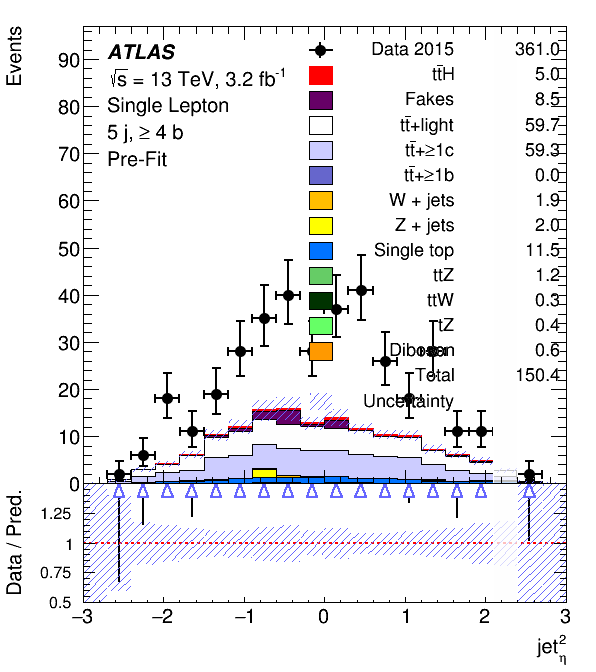 Events
90
80
70
60
50
40
30
20
10
0
ATLAS
√s = 13 TeV, 3.2 fb⁻¹
Single Lepton
5 j, ≥ 4 b
Pre-Fit
Data 2015 361.0
tt̄H 5.0
Fakes 8.5
tt̄+light 59.7
tt̄+≥1c 59.3
tt̄+≥1b 0.0
W + jets 1.9
Z + jets 2.0
Single top 11.5
ttZ 1.2
ttW 0.3
tZ 0.4
Diboson 0.6
Total 150.4
Uncertainty
Data / Pred.
1.25
1
0.75
0.5
−3 −2 −1 0 1 2 3
jet²η